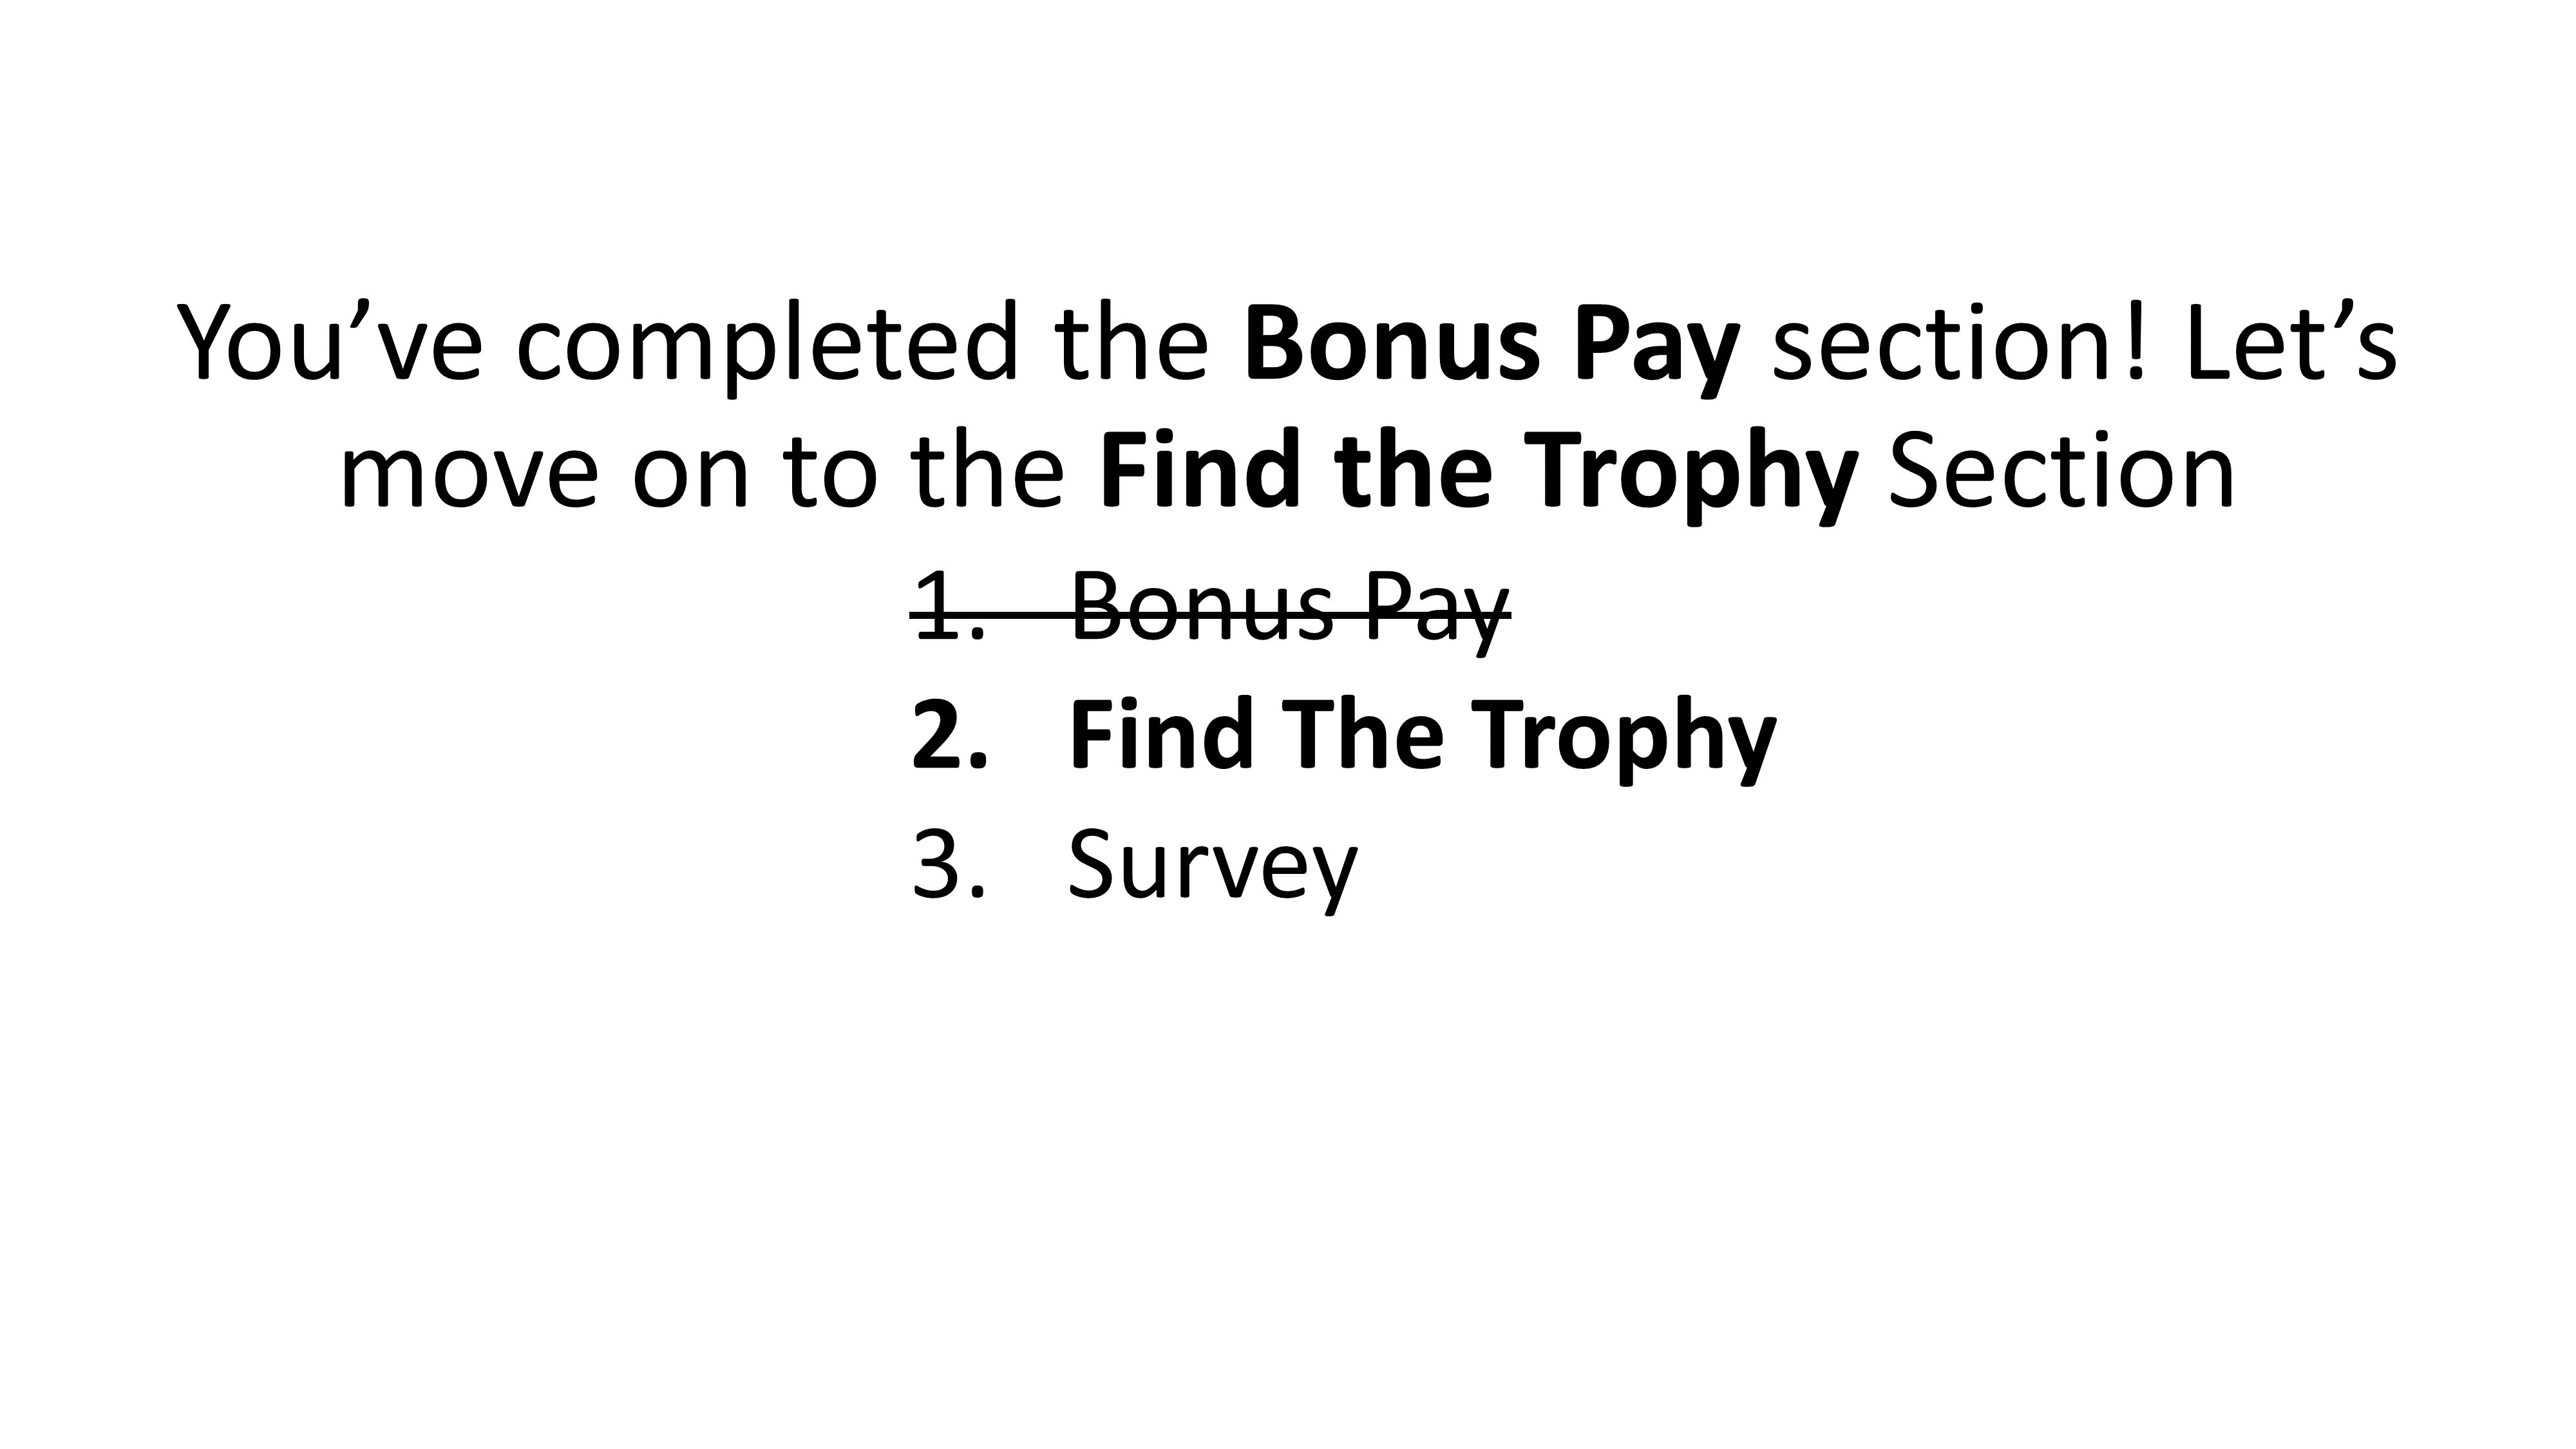 You’ve completed the Bonus Pay section! Let’s
move on to the Find the Trophy Section
1. Bonus Pay
2. Find The Trophy
3. Survey